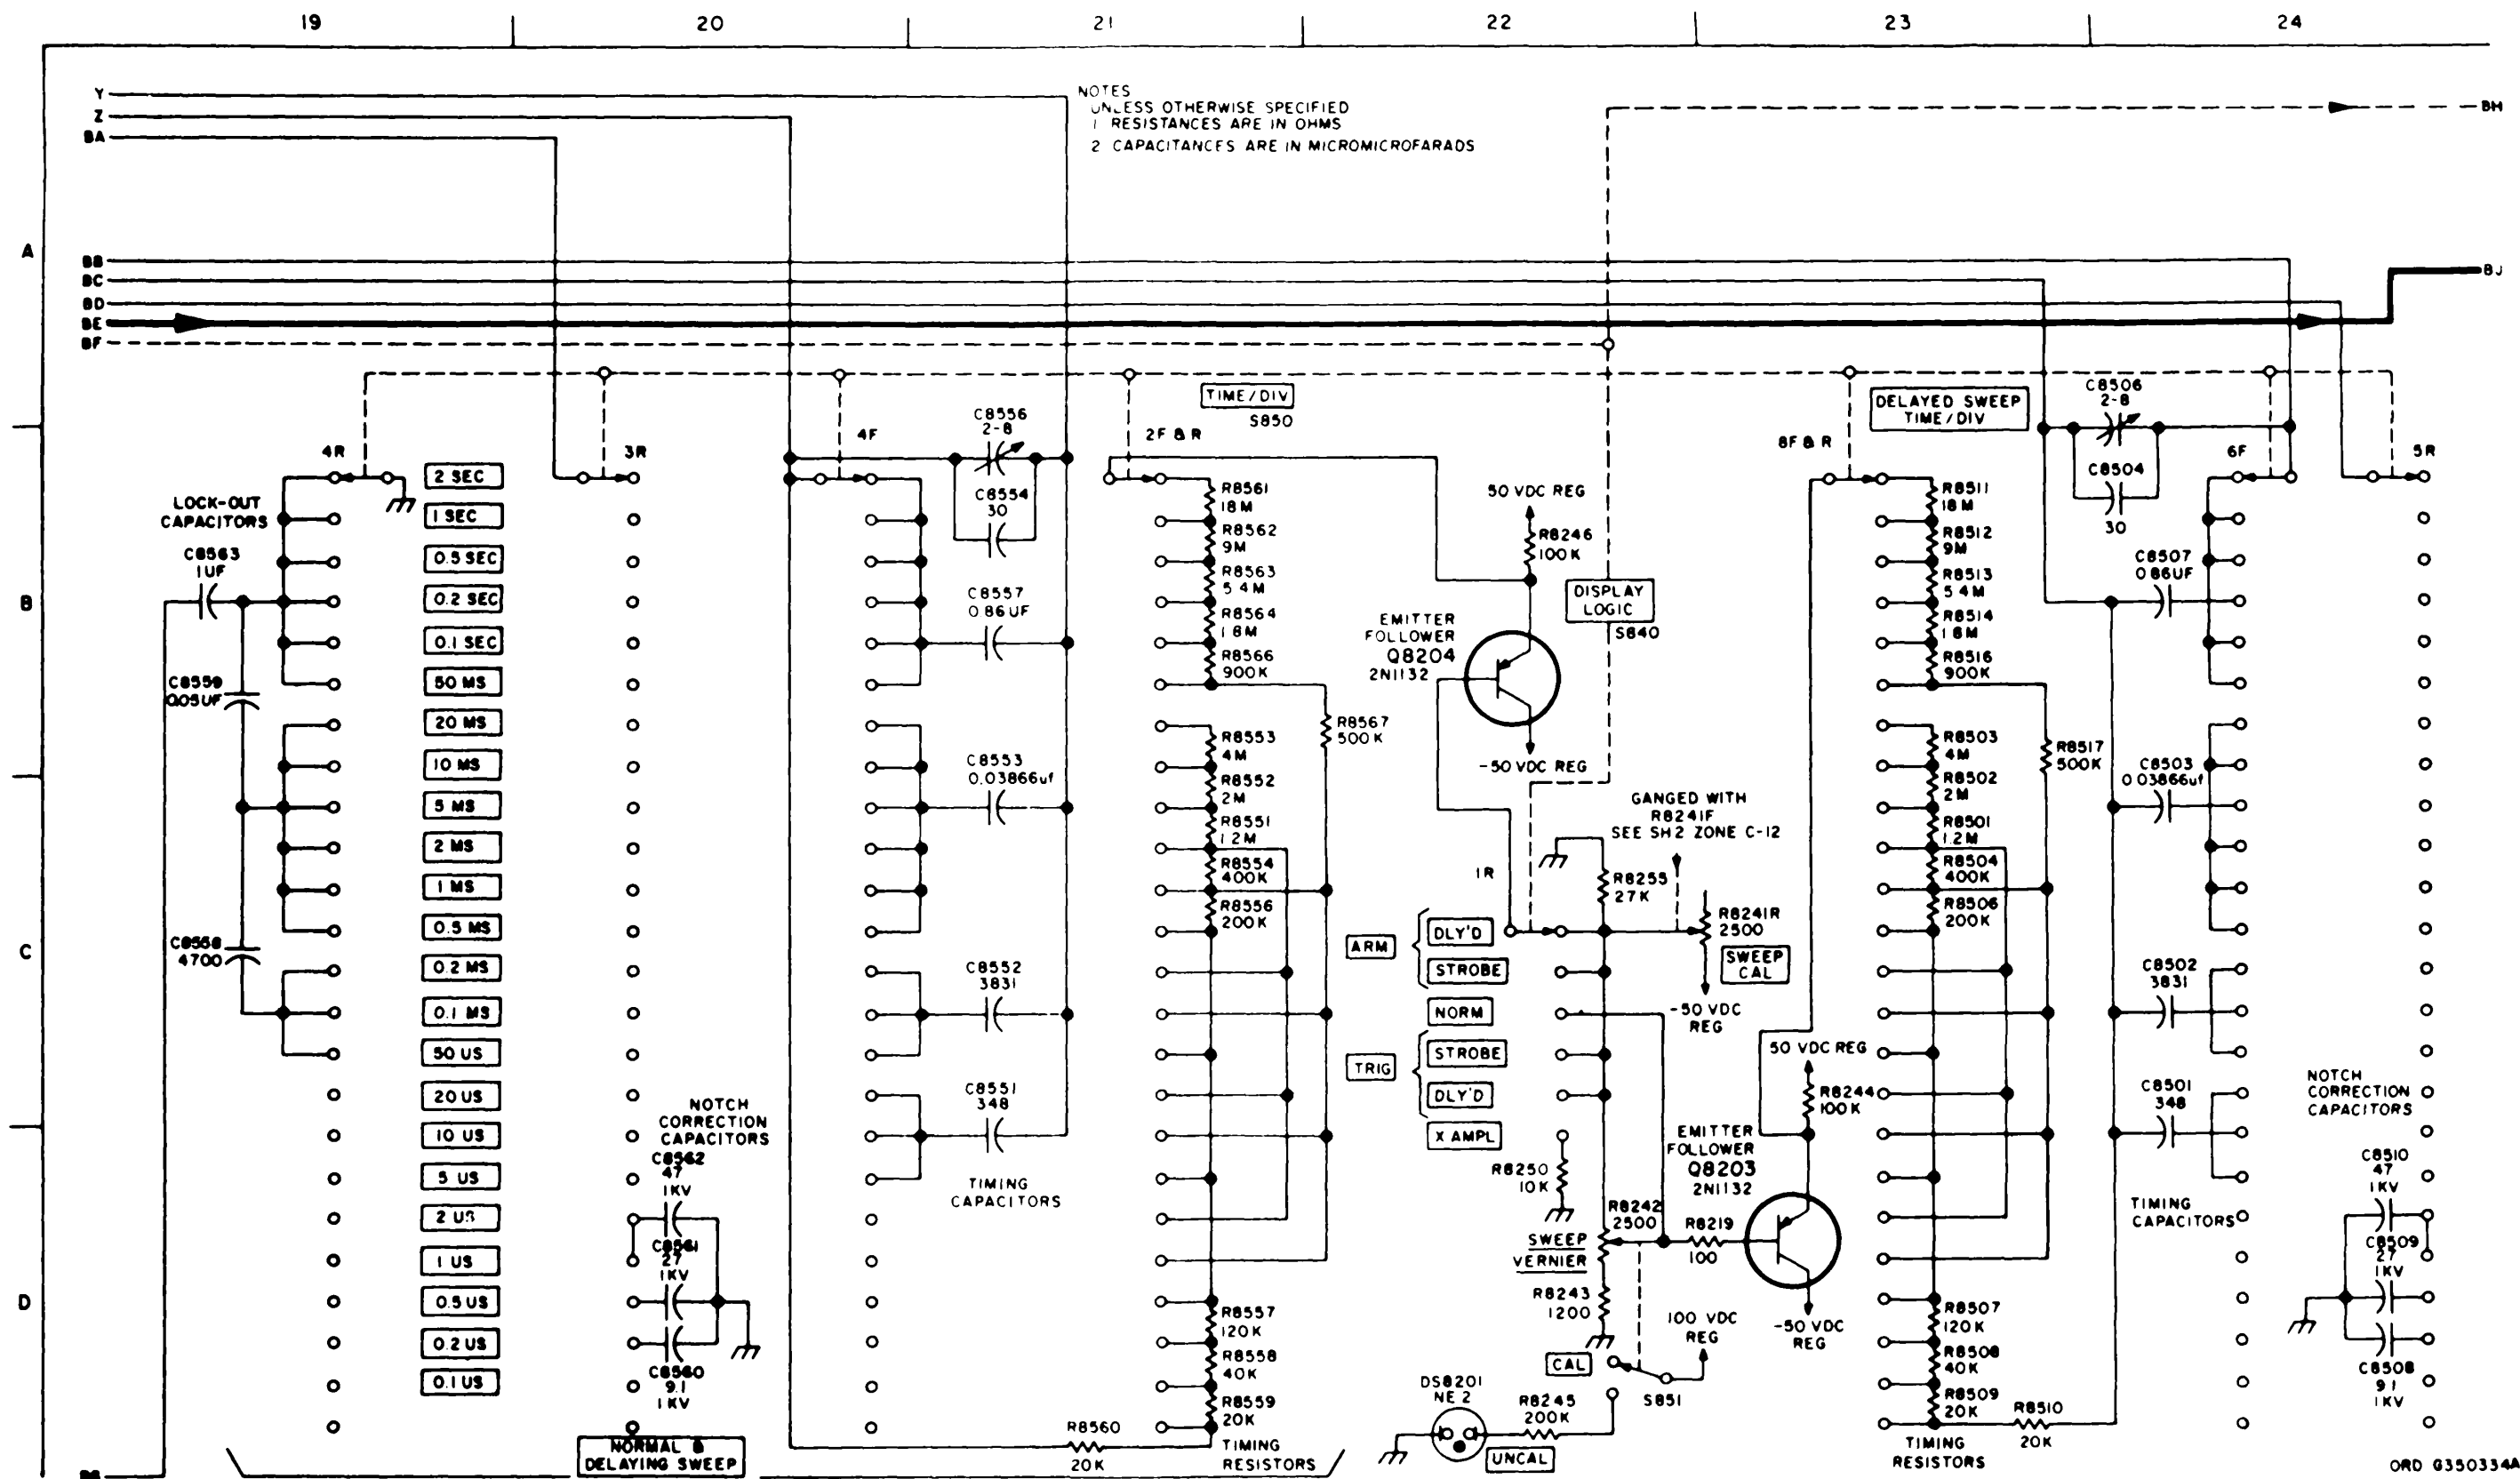 19 20 21 22 23 24
Y
Z
BA
NOTES
UNLESS OTHERWISE SPECIFIED
1 RESISTANCES ARE IN OHMS
2 CAPACITANCES ARE IN MICROMICROFARADS
BH
A
BB
BC
BD
BE
BF
BJ
TIME/DIV
S850
DELAYED SWEEP
TIME/DIV
C8506
2-8
C8504
30
4R
3R
4F
C8556
2-8
C8554
30
2F & R
8F & R
6F
5R
LOCK-OUT
CAPACITORS
C8563
1UF
C8559
0.05UF
C8558
4700
2 SEC
1 SEC
0.5 SEC
0.2 SEC
0.1 SEC
50 MS
20 MS
10 MS
5 MS
2 MS
1 MS
0.5 MS
0.2 MS
0.1 MS
50 US
20 US
10 US
5 US
2 US
1 US
0.5 US
0.2 US
0.1 US
B
C
D
NOTCH
CORRECTION
CAPACITORS
C8562
47
1KV
C8561
27
1KV
C8560
9.1
1KV
NORMAL &
DELAYING SWEEP
C8557
0.86UF
C8553
0.03866uf
C8552
3831
C8551
348
TIMING
CAPACITORS
R8560
20K
R8561
18M
R8562
9M
R8563
5.4M
R8564
1.8M
R8566
900K
R8567
500K
R8553
4M
R8552
2M
R8551
1.2M
R8554
400K
R8556
200K
R8557
120K
R8558
40K
R8559
20K
TIMING
RESISTORS
50 VDC REG
R8246
100K
EMITTER
FOLLOWER
Q8204
2N1132
-50 VDC REG
DISPLAY
LOGIC
S840
GANGED WITH
R8241F
SEE SH2 ZONE C-12
1R
R8255
27K
R8241R
2500
SWEEP
CAL
-50 VDC
REG
ARM
DLY'D
STROBE
NORM
TRIG
STROBE
DLY'D
X AMPL
R8250
10K
R8242
2500
SWEEP
VERNIER
R8219
100
R8243
1200
CAL
S851
100 VDC
REG
DS8201
NE 2
R8245
200K
UNCAL
50 VDC REG
R8244
100K
EMITTER
FOLLOWER
Q8203
2N1132
-50 VDC
REG
R8511
18M
R8512
9M
R8513
5.4M
R8514
1.8M
R8516
900K
R8517
500K
R8503
4M
R8502
2M
R8501
1.2M
R8504
400K
R8506
200K
R8507
120K
R8508
40K
R8509
20K
R8510
20K
TIMING
RESISTORS
C8507
0.86UF
C8503
0.03866uf
C8502
3831
C8501
348
TIMING
CAPACITORS
NOTCH
CORRECTION
CAPACITORS
C8510
47
1KV
C8509
27
1KV
C8508
9.1
1KV
ORD G350334A